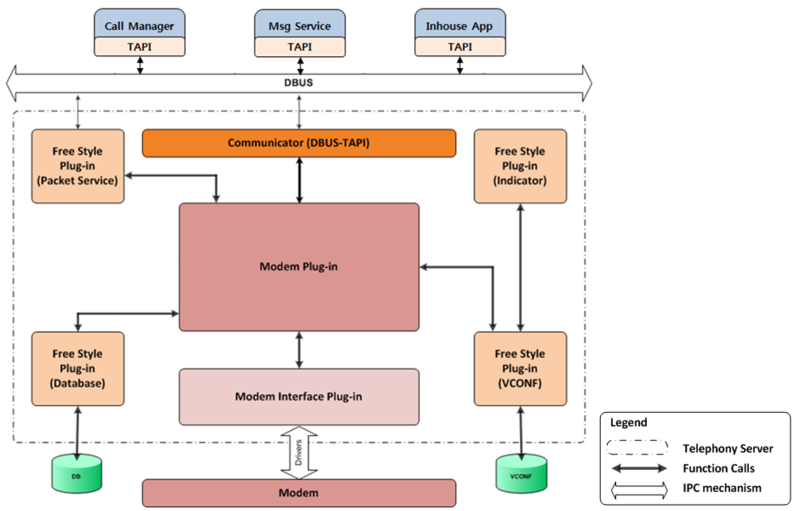 Call Manager
TAPI
Msg Service
TAPI
Inhouse App
TAPI
DBUS
Free Style
Plug-in
(Packet Service)
Communicator (DBUS-TAPI)
Free Style
Plug-in
(Indicator)
Modem Plug-in
Free Style
Plug-in
(Database)
Free Style
Plug-in
(VCONF)
Modem Interface Plug-in
Drivers
DB
VCONF
Modem
Legend
Telephony Server
Function Calls
IPC mechanism